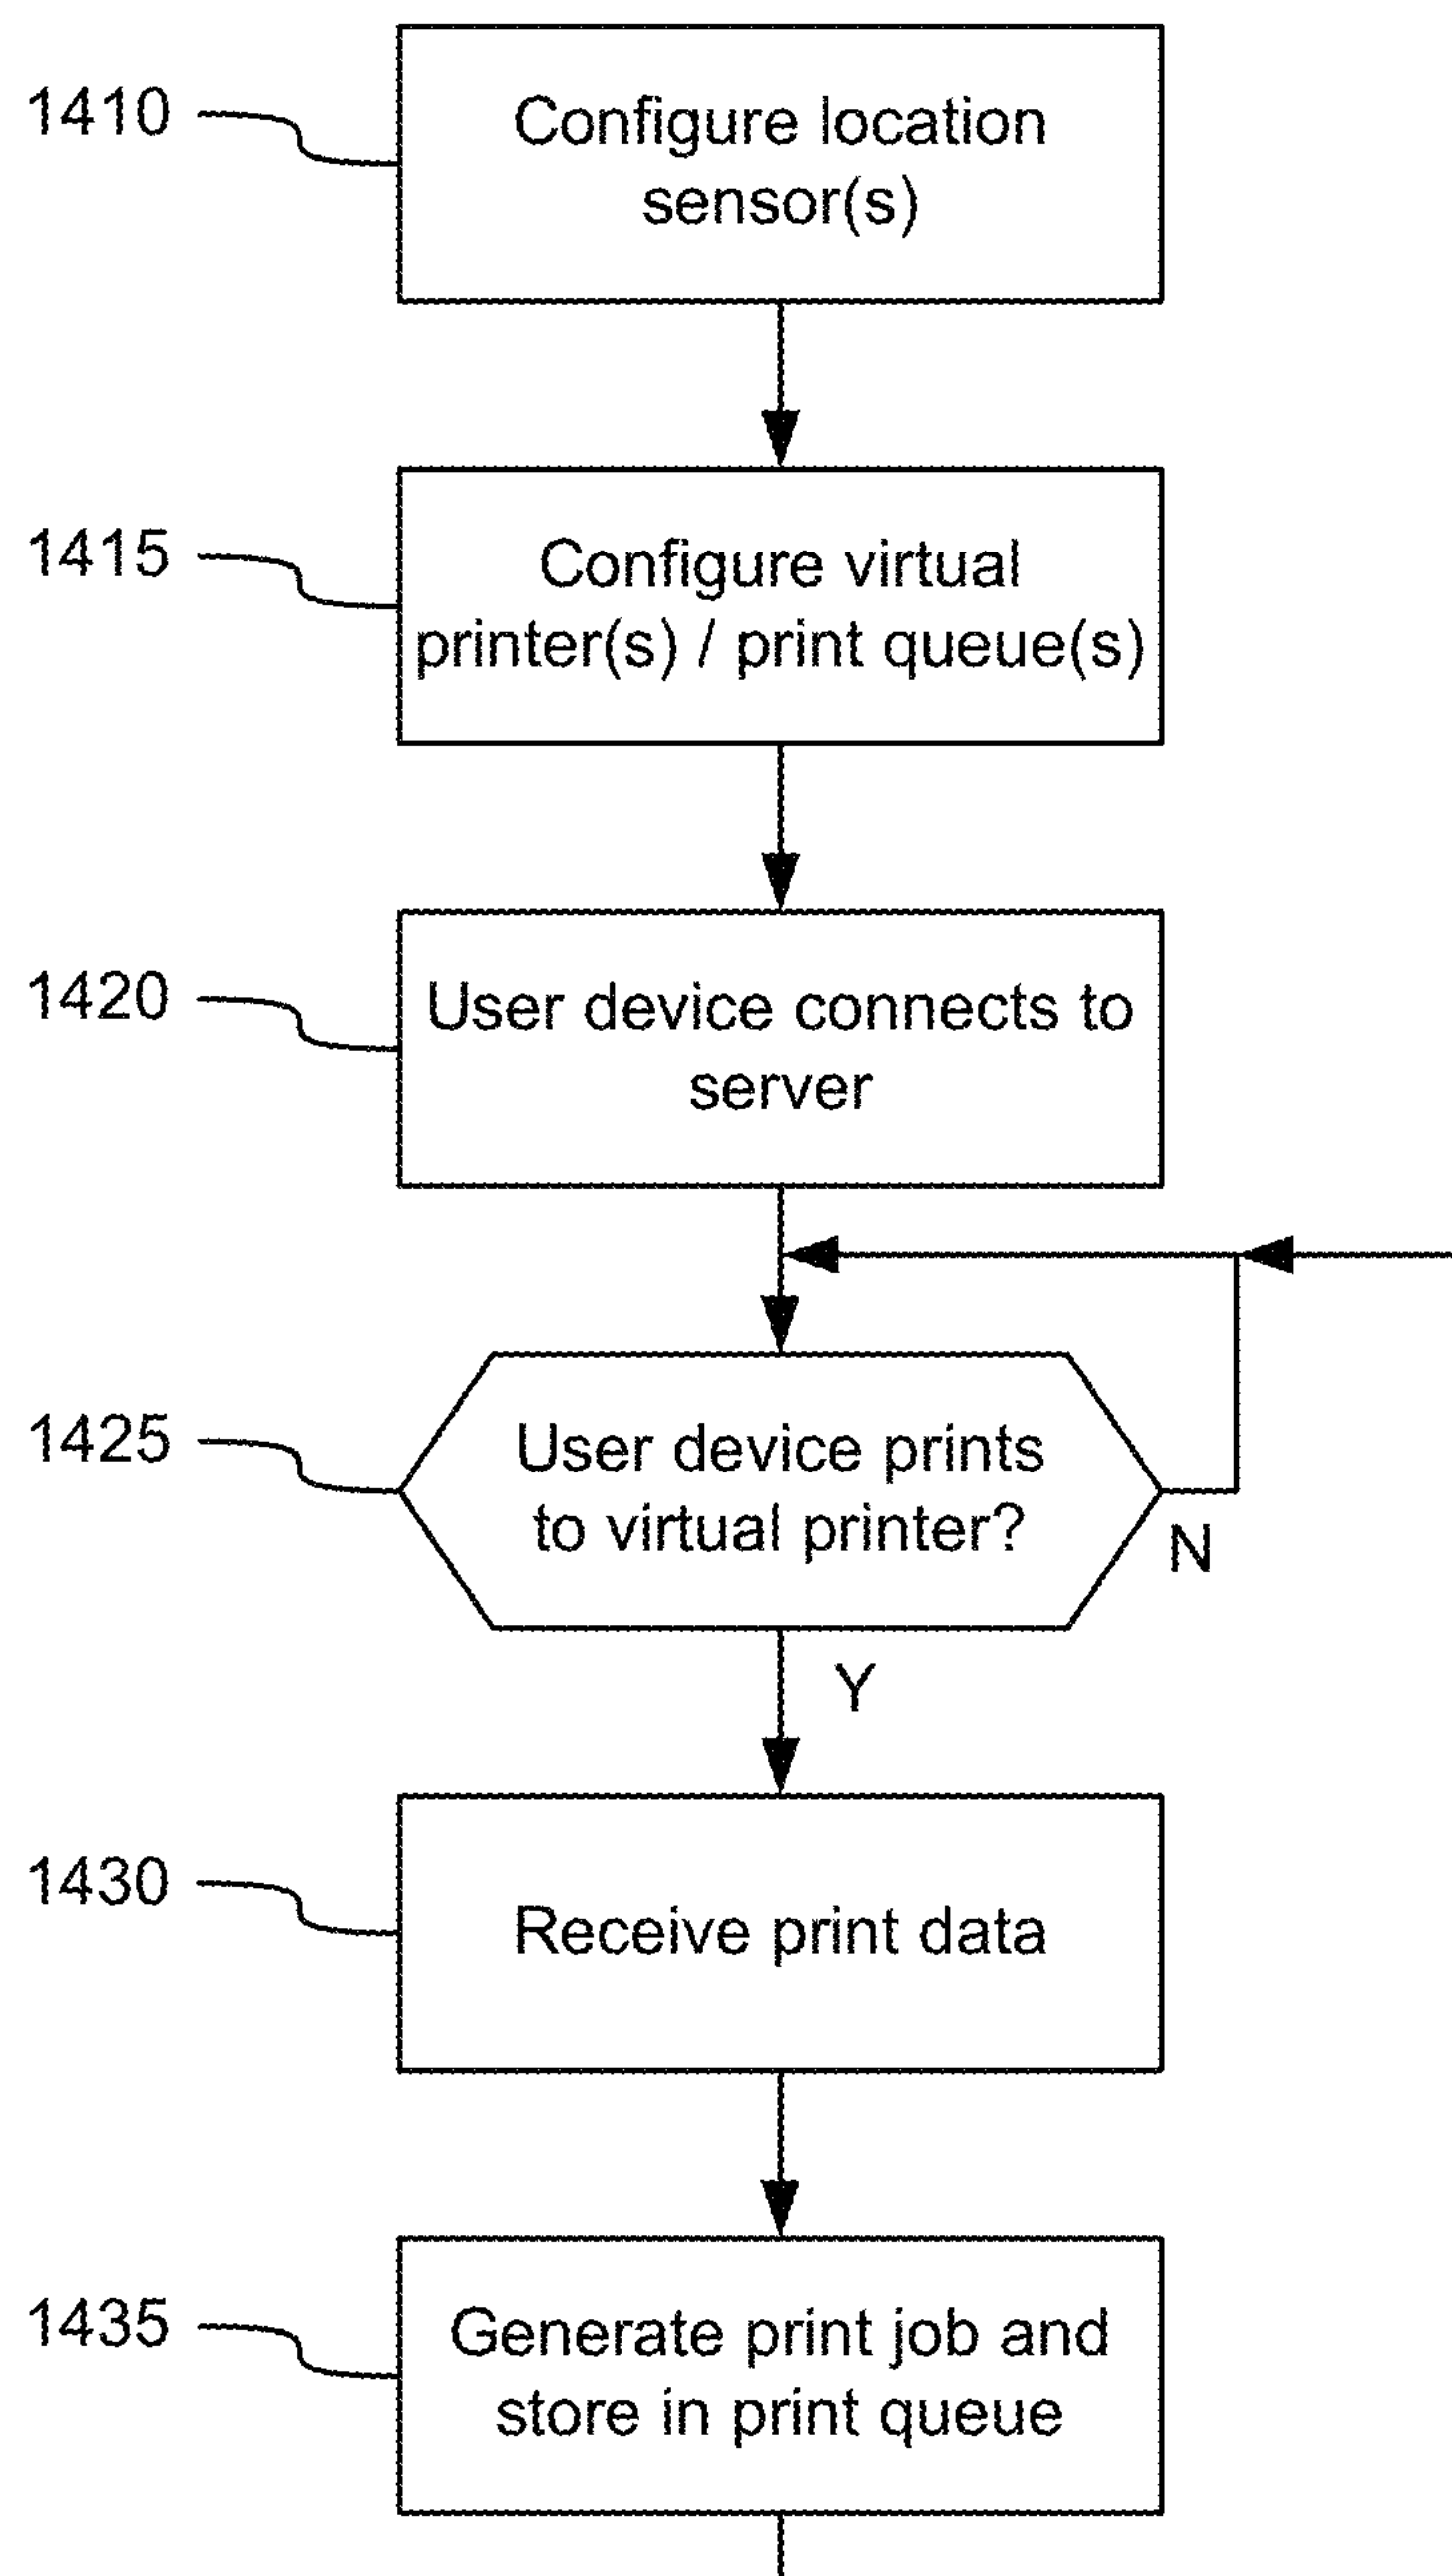 1410
Configure location
sensor(s)
1415
Configure virtual
printer(s) / print queue(s)
1420
User device connects to
server
1425
User device prints
to virtual printer?
N
Y
1430
Receive print data
1435
Generate print job and
store in print queue